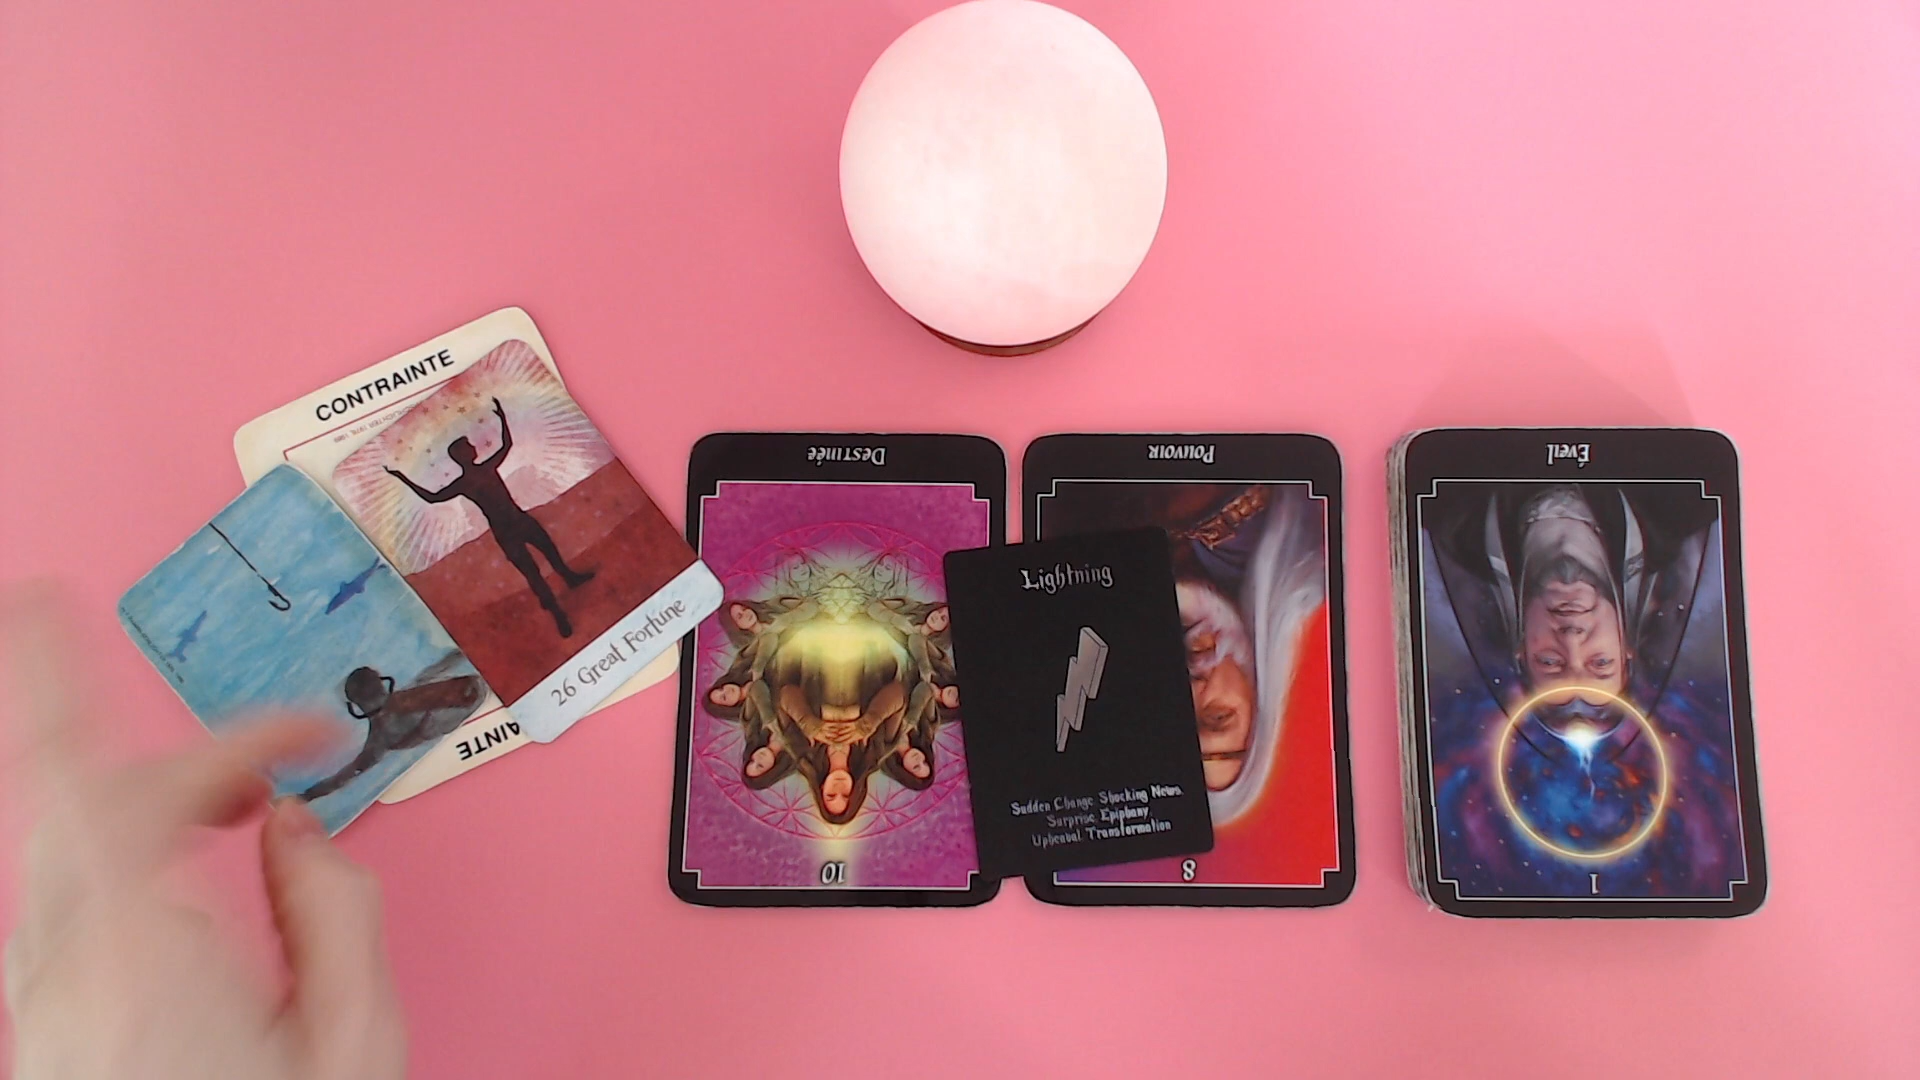 CONTRAINTE
26 Great Fortune
AINTE
Destinée
10
Lightning
Sudden Change Shocking News
Surprise Epiphany
Upheaval Transformation
Pouvoir
8
Éveil
1